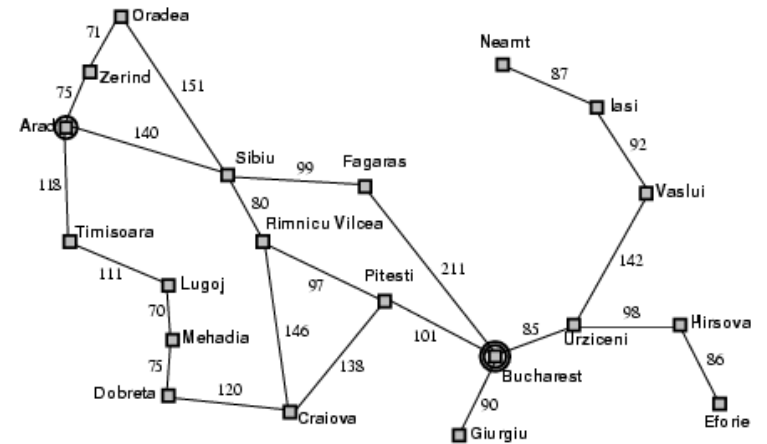 Oradea
71
Neamt
Zerind
87
151
75
Iasi
Arad
140
92
Sibiu
Fagaras
99
118
Vaslui
80
Timisoara
Rimnicu Vilcea
142
111
Lugoj
97
Pitesti
211
70
98
Hirsova
Mehadia
146
101
85
Urziceni
86
75
138
Bucharest
Dobreta
120
90
Craiova
Eforie
Giurgiu